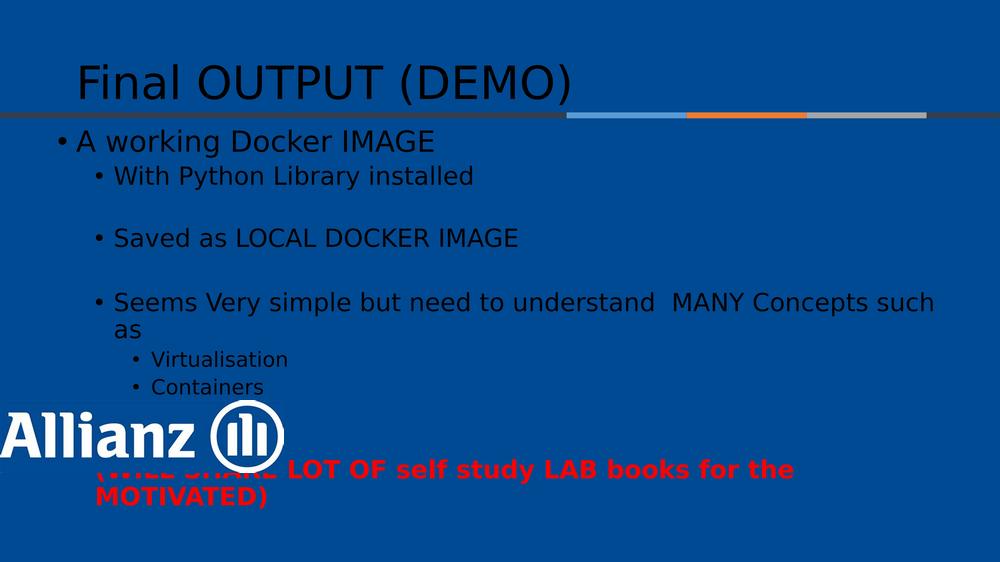 Final OUTPUT (DEMO)
• A working Docker IMAGE
• With Python Library installed
• Saved as LOCAL DOCKER IMAGE
• Seems Very simple but need to understand  MANY Concepts such
as
• Virtualisation
• Containers
Allianz
(WILL SHARE LOT OF self study LAB books for the
MOTIVATED)